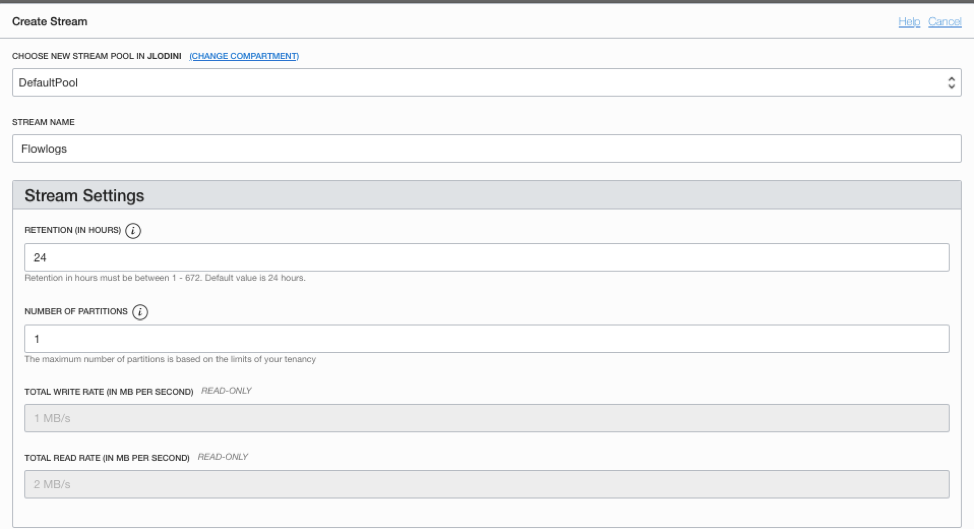 Create Stream
Help Cancel
CHOOSE NEW STREAM POOL IN JLODINI (CHANGE COMPARTMENT)
DefaultPool
STREAM NAME
Flowlogs
Stream Settings
RETENTION (IN HOURS) i
24
Retention in hours must be between 1 - 672. Default value is 24 hours.
NUMBER OF PARTITIONS i
1
The maximum number of partitions is based on the limits of your tenancy
TOTAL WRITE RATE (IN MB PER SECOND) READ-ONLY
1 MB/s
TOTAL READ RATE (IN MB PER SECOND) READ-ONLY
2 MB/s